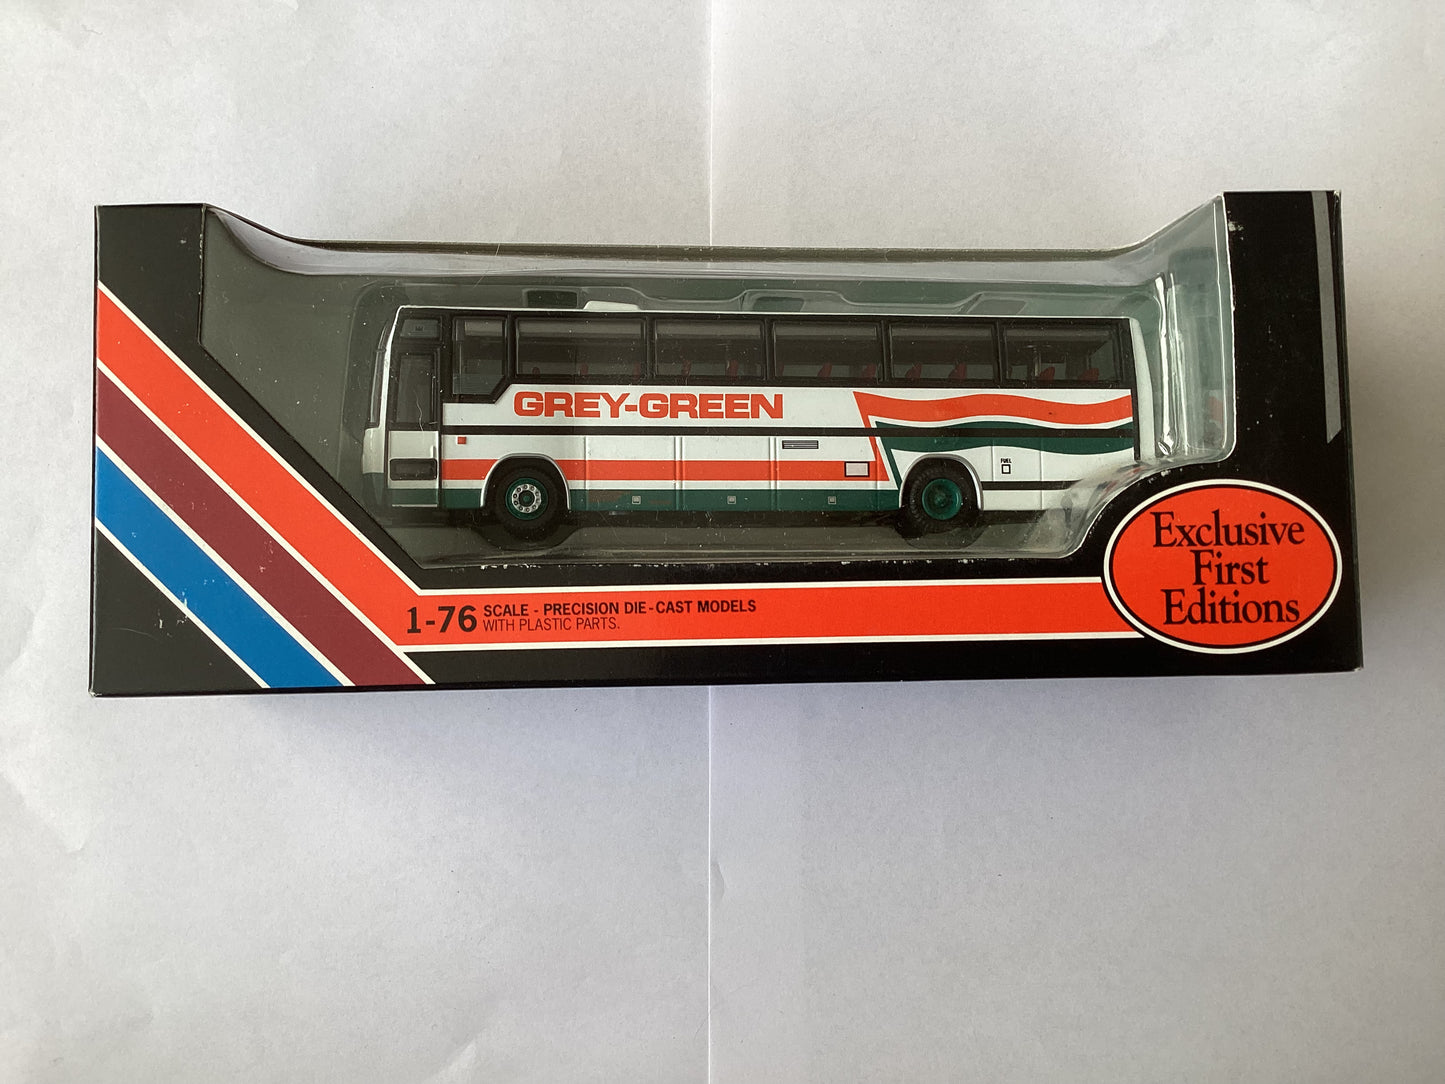 GREY-GREEN
FUEL
1-76 SCALE - PRECISION DIE-CAST MODELS
WITH PLASTIC PARTS.
Exclusive
First
Editions